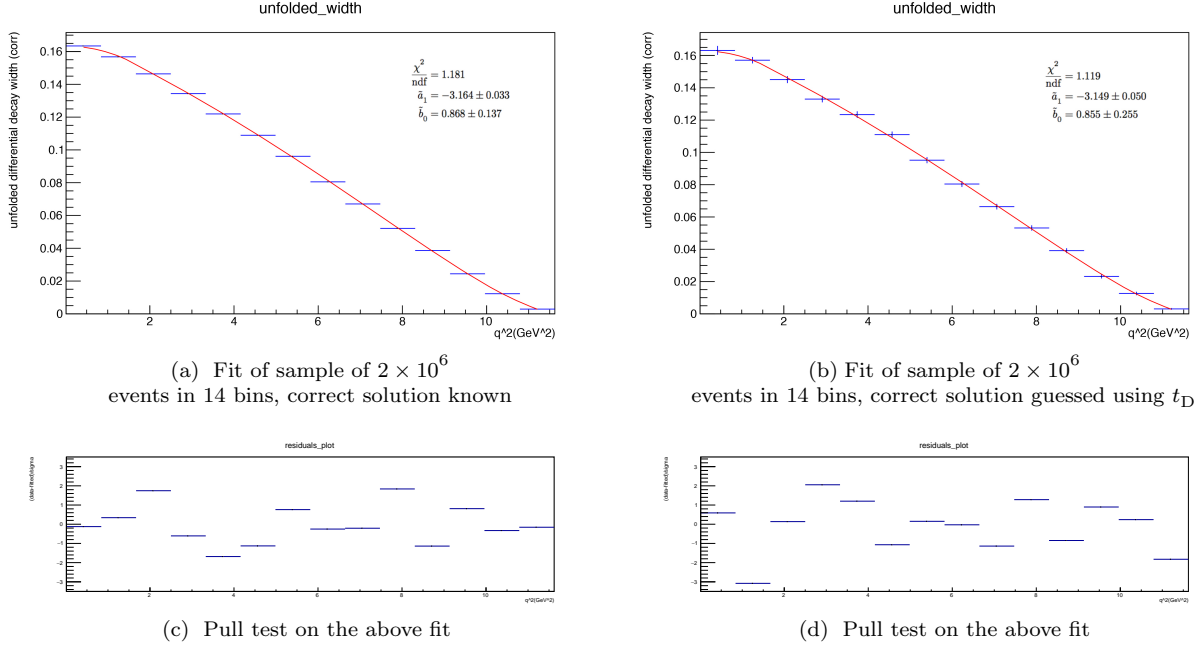 unfolded_width
unfolded differential decay width (corr)
0.16
0.14
0.12
0.1
0.08
0.06
0.04
0.02
0
χ²/ndf = 1.181
ã₁ = −3.164 ± 0.033
b̃₀ = 0.868 ± 0.137
2
4
6
8
10
q^2(GeV^2)
(a) Fit of sample of 2 × 10⁶
events in 14 bins, correct solution known
unfolded_width
unfolded differential decay width (corr)
0.16
0.14
0.12
0.1
0.08
0.06
0.04
0.02
0
χ²/ndf = 1.119
ã₁ = −3.149 ± 0.050
b̃₀ = 0.855 ± 0.255
2
4
6
8
10
q^2(GeV^2)
(b) Fit of sample of 2 × 10⁶
events in 14 bins, correct solution guessed using t_D
residuals_plot
(data-fitted)/sigma
3
2
1
0
−1
−2
−3
2
4
6
8
10
q^2(GeV^2)
(c) Pull test on the above fit
residuals_plot
(data-fitted)/sigma
3
2
1
0
−1
−2
−3
2
4
6
8
10
q^2(GeV^2)
(d) Pull test on the above fit